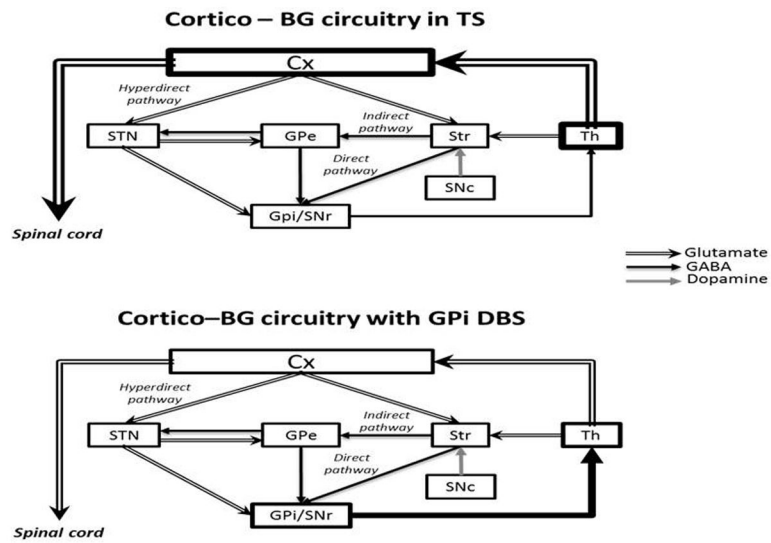 Cortico – BG circuitry in TS
Cx
Hyperdirect
pathway
Indirect
pathway
STN
GPe
Str
Th
Direct
pathway
SNc
Gpi/SNr
Spinal cord
Glutamate
GABA
Dopamine
Cortico–BG circuitry with GPi DBS
Cx
Hyperdirect
pathway
Indirect
pathway
STN
GPe
Str
Th
Direct
pathway
SNc
GPi/SNr
Spinal cord